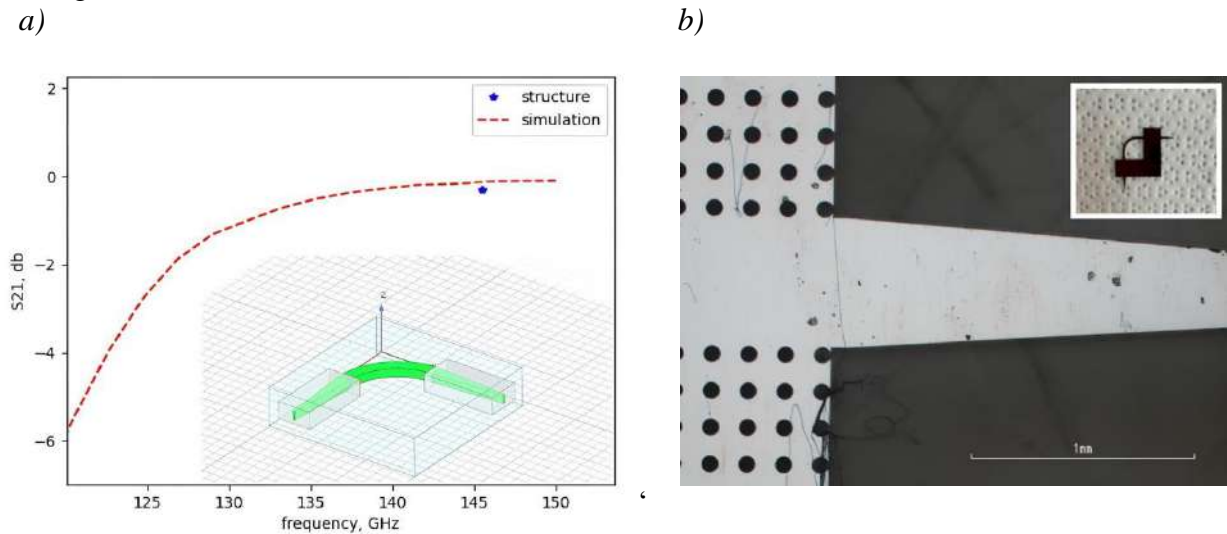 a)
b)
2
0
−2
−4
−6
S21, db
structure
simulation
z
125 130 135 140 145 150
frequency, GHz
‘
1mm